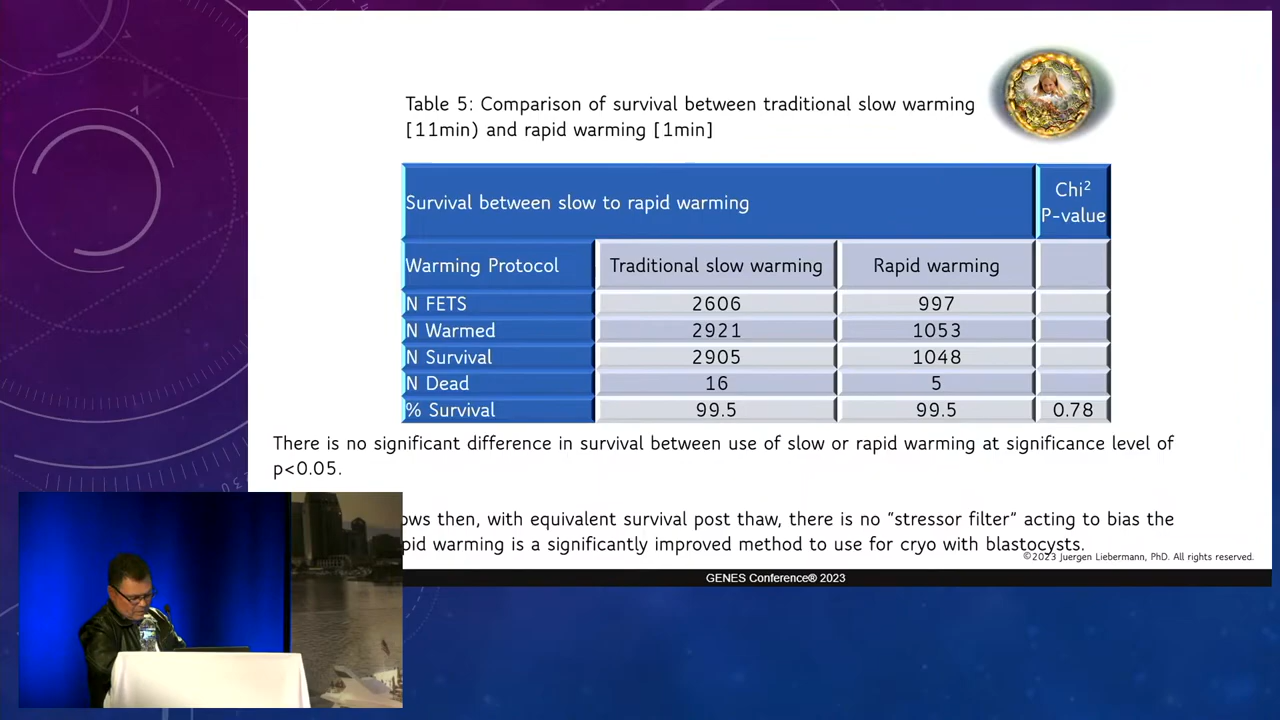 Table 5: Comparison of survival between traditional slow warming
[11min) and rapid warming [1min]
Survival between slow to rapid warming
Chi²
P-value
Warming Protocol Traditional slow warming Rapid warming
N FETS 2606 997
N Warmed 2921 1053
N Survival 2905 1048
N Dead 16 5
% Survival 99.5 99.5 0.78
There is no significant difference in survival between use of slow or rapid warming at significance level of
p<0.05.
then, with equivalent survival post thaw, there is no “stressor filter” acting to bias the
warming is a significantly improved method to use for cryo with blastocysts.
©2023 Juergen Liebermann, PhD. All rights reserved.
GENES Conference® 2023